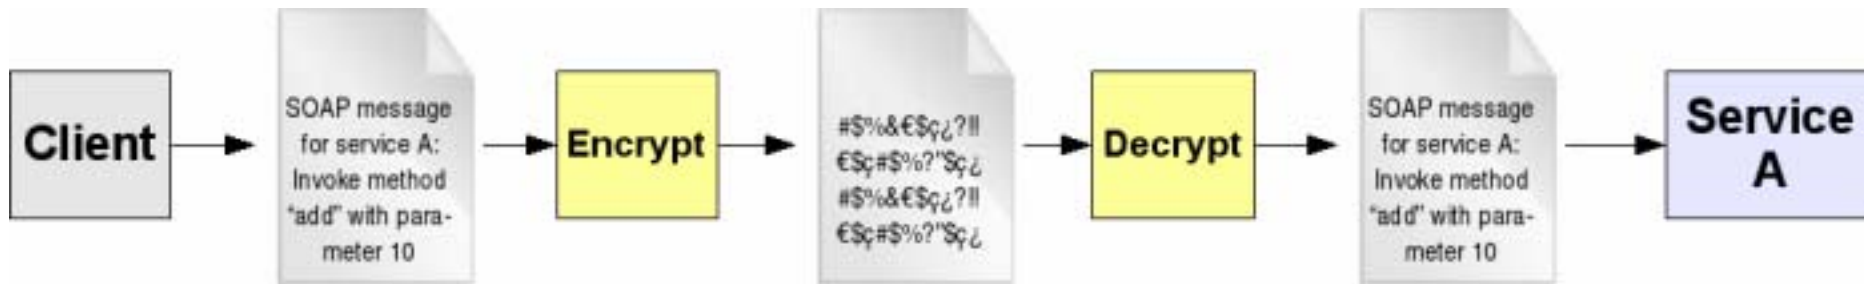 Client
SOAP message
for service A:
Invoke method
“add” with para-
meter 10
Encrypt
#$%&€$ç¿?!!
€$ç#$%?"$ç¿
#$%&€$ç¿?!!
€$ç#$%?"$ç¿
Decrypt
SOAP message
for service A:
Invoke method
“add” with para-
meter 10
Service
A